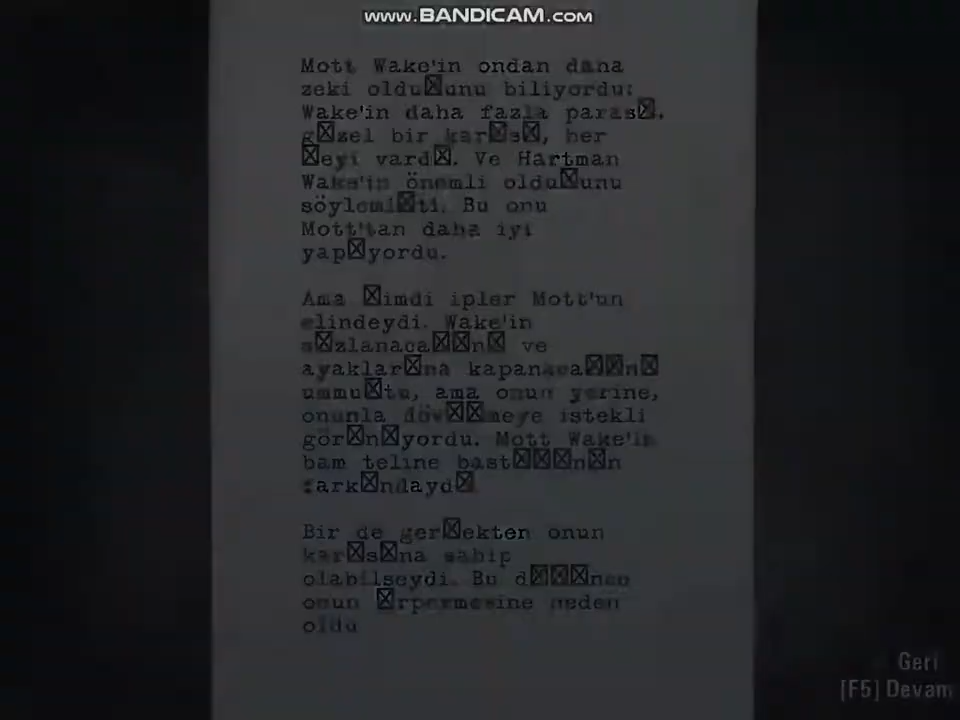 www.BANDICAM.com
Mott Wake'in ondan daha
zeki oldu☒unu biliyordu:
Wake'in daha fazla paras☒,
g☒zel bir kar☒s☒, her
☒eyi vard☒. Ve Hartman
Wake'in önemli oldu☒unu
söylemi☒ti. Bu onu
Mott'tan daha iyi
yap☒yordu.
Ama ☒imdi ipler Mott'un
elindeydi. Wake'in
s☒zlanaca☒☒n☒ ve
ayaklar☒na kapanaca☒☒n☒
ummu☒tu, ama onun yerine,
onunla döv☒☒meye istekli
gör☒n☒yordu. Mott Wake'in
bam teline bast☒☒☒n☒n
fark☒ndayd☒
Bir de ger☒ekten onun
kar☒s☒na sahip
olabilseydi. Bu d☒☒☒nce
onun ☒rpermesine neden
oldu
Geri
[F5] Devam